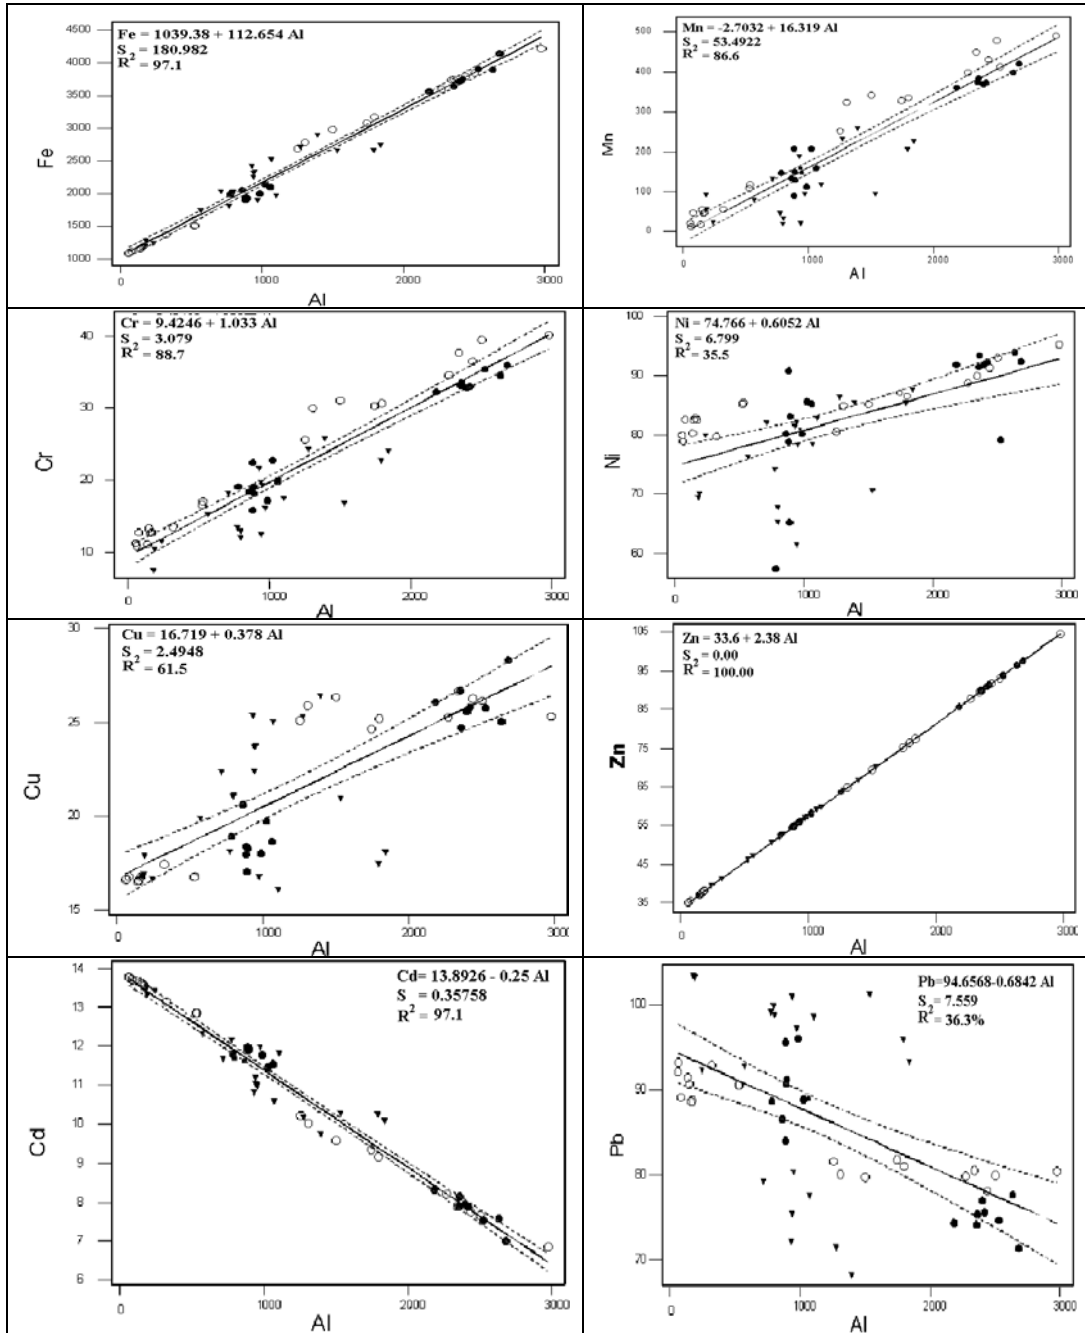 Fe = 1039.38 + 112.654 Al
S = 180.982
R2 = 97.1
4500
4000
3500
3000
2500
2000
1500
1000
Fe
0
1000
2000
3000
Al
Mn = -2.7032 + 16.319 Al
S = 53.4922
R2 = 86.6
500
400
300
200
100
0
Mn
0
1000
2000
3000
Al
Cr = 9.4246 + 1.033 Al
S = 3.079
R2 = 88.7
40
30
20
10
Cr
0
1000
2000
3000
Al
Ni = 74.766 + 0.6052 Al
S = 6.799
R2 = 35.5
100
90
80
70
60
Ni
0
1000
2000
3000
Al
Cu = 16.719 + 0.378 Al
S = 2.4948
R2 = 61.5
30
25
20
15
Cu
0
1000
2000
3000
Al
Zn = 33.6 + 2.38 Al
S = 0.00
R2 = 100.00
105
95
85
75
65
55
45
35
Zn
0
1000
2000
3000
Al
Cd= 13.8926 - 0.25 Al
S = 0.35758
R2 = 97.1
14
13
12
11
10
9
8
7
6
Cd
0
1000
2000
3000
Al
Pb=94.6568-0.6842 Al
S = 7.559
R2 = 36.3%
100
90
80
70
Pb
0
1000
2000
3000
Al